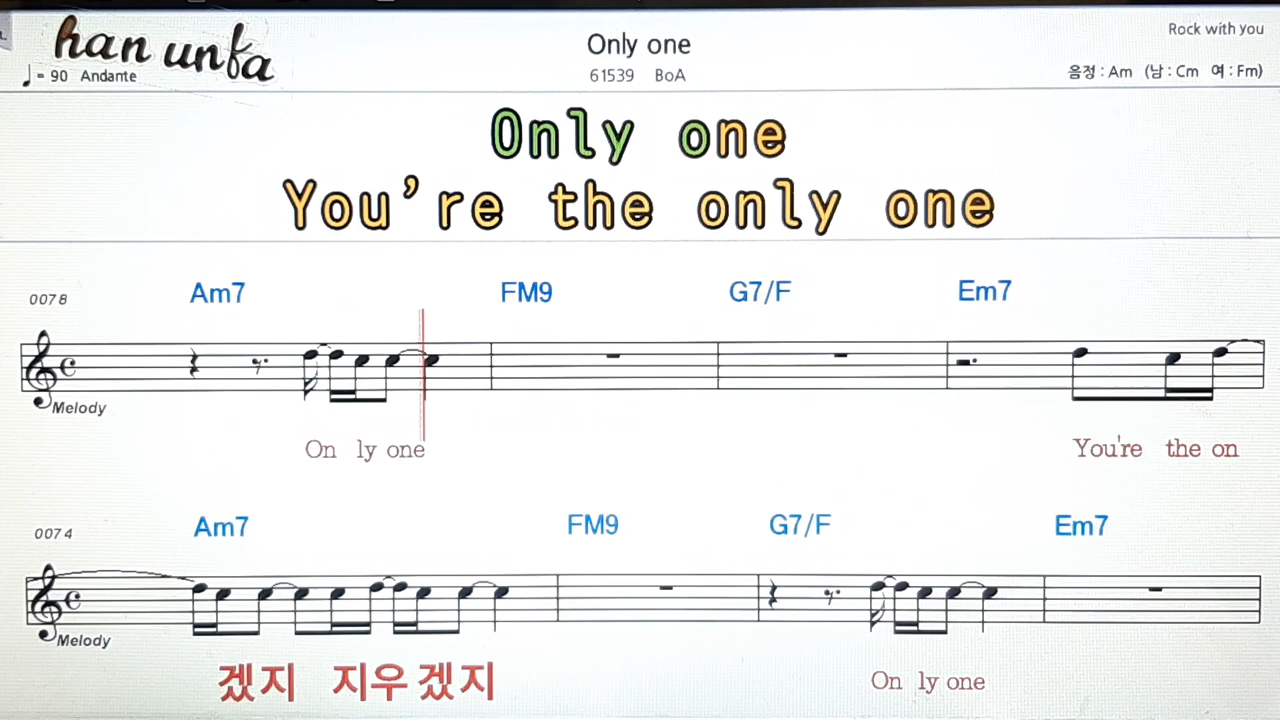 han unfa
Only one
Rock with you
♩ = 90 Andante
61539 BoA
음정 : Am (남 : Cm 여 : Fm)
Only one
You're the only one
0078 Am7 FM9 G7/F Em7
Melody
On ly one You're the on
0074 Am7 FM9 G7/F Em7
Melody
겠지 지우겠지 On ly one